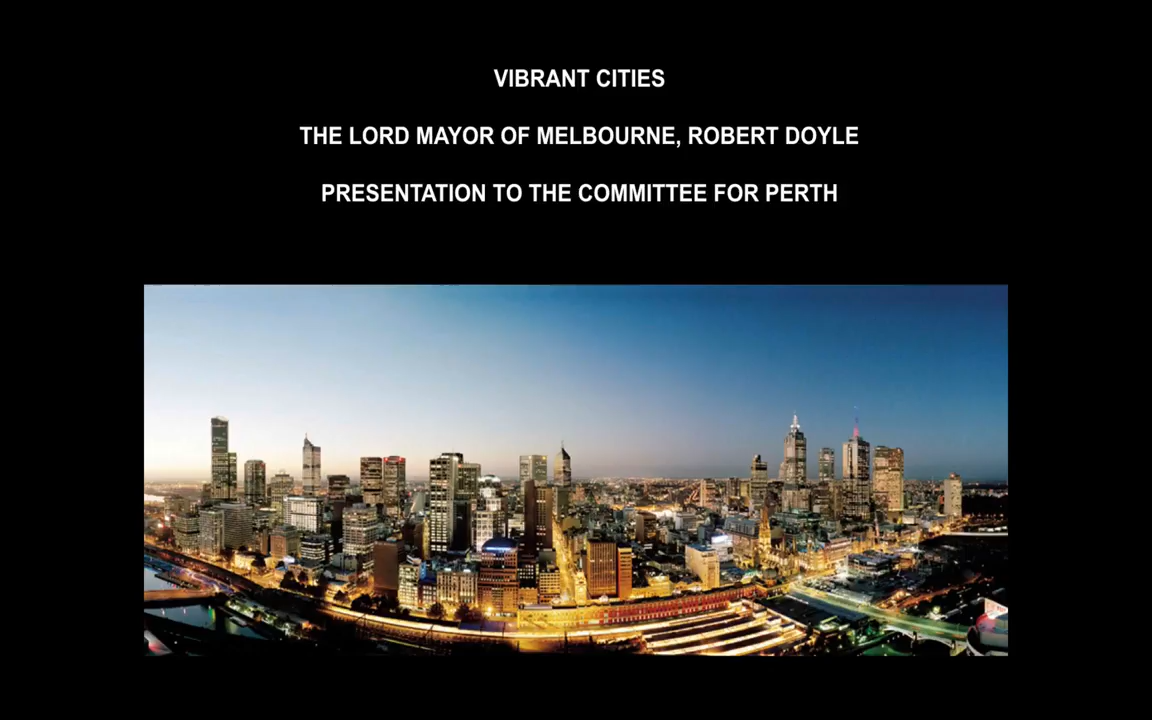 VIBRANT CITIES
THE LORD MAYOR OF MELBOURNE, ROBERT DOYLE
PRESENTATION TO THE COMMITTEE FOR PERTH